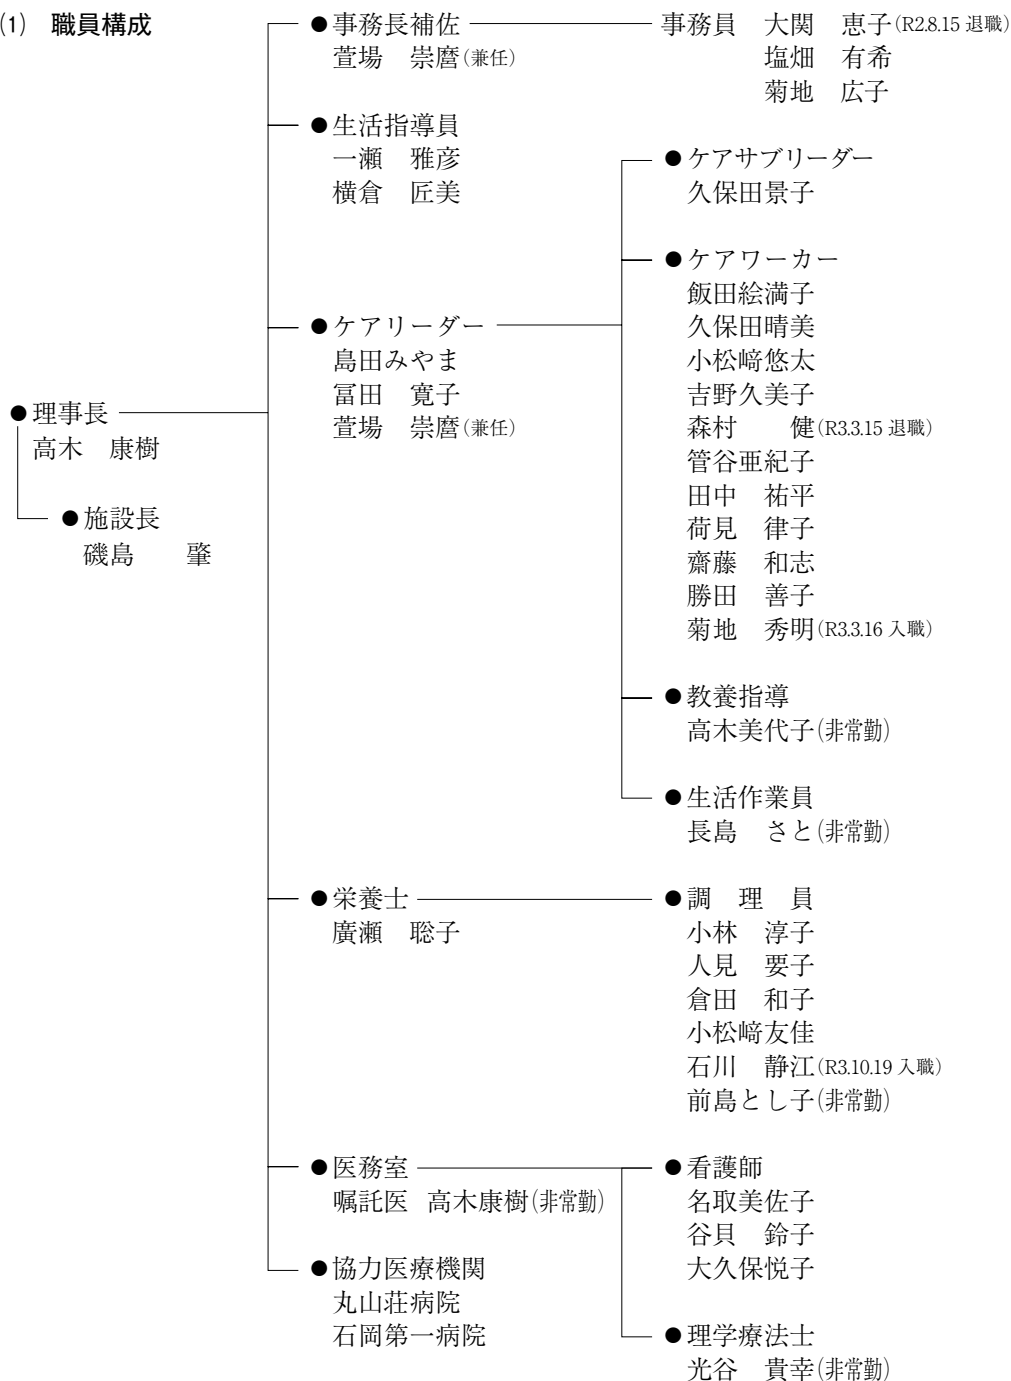 (1)　職員構成
●理事長
高木　康樹
●施設長
磯島　　肇
●事務長補佐
萱場　崇麿(兼任)
事務員　大関　恵子(R2.8.15 退職)
塩畑　有希
菊地　広子
●生活指導員
一瀬　雅彦
横倉　匠美
●ケアリーダー
島田みやま
冨田　寛子
萱場　崇麿(兼任)
●ケアサブリーダー
久保田景子
●ケアワーカー
飯田絵満子
久保田晴美
小松﨑悠太
吉野久美子
森村　　健(R3.3.15 退職)
管谷亜紀子
田中　祐平
荷見　律子
齋藤　和志
勝田　善子
菊地　秀明(R3.3.16 入職)
●教養指導
高木美代子(非常勤)
●生活作業員
長島　さと(非常勤)
●栄養士
廣瀬　聡子
●調　理　員
小林　淳子
人見　要子
倉田　和子
小松﨑友佳
石川　静江(R3.10.19 入職)
前島とし子(非常勤)
●医務室
嘱託医　高木康樹(非常勤)
●看護師
名取美佐子
谷貝　鈴子
大久保悦子
●理学療法士
光谷　貴幸(非常勤)
●協力医療機関
丸山荘病院
石岡第一病院